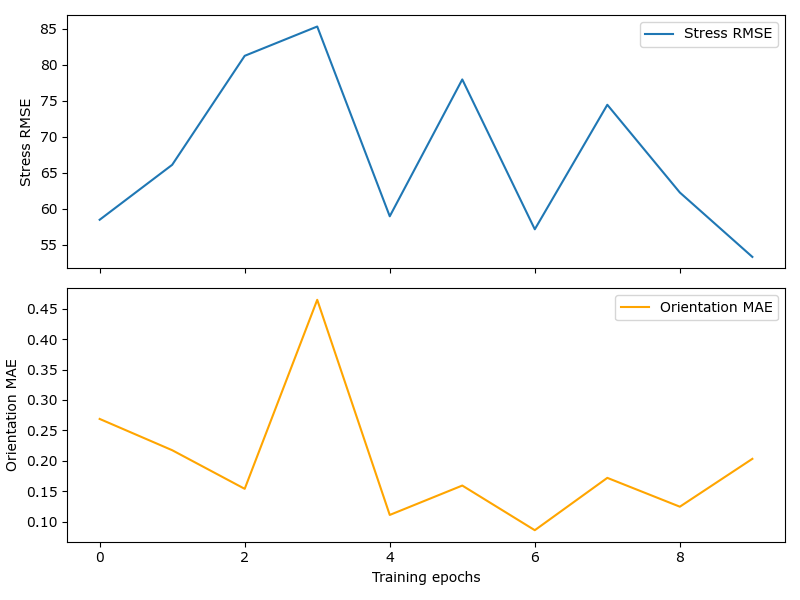 85
80
75
70
65
60
55
Stress RMSE
Stress RMSE
0.45
0.40
0.35
0.30
0.25
0.20
0.15
0.10
Orientation MAE
Orientation MAE
0 2 4 6 8
Training epochs